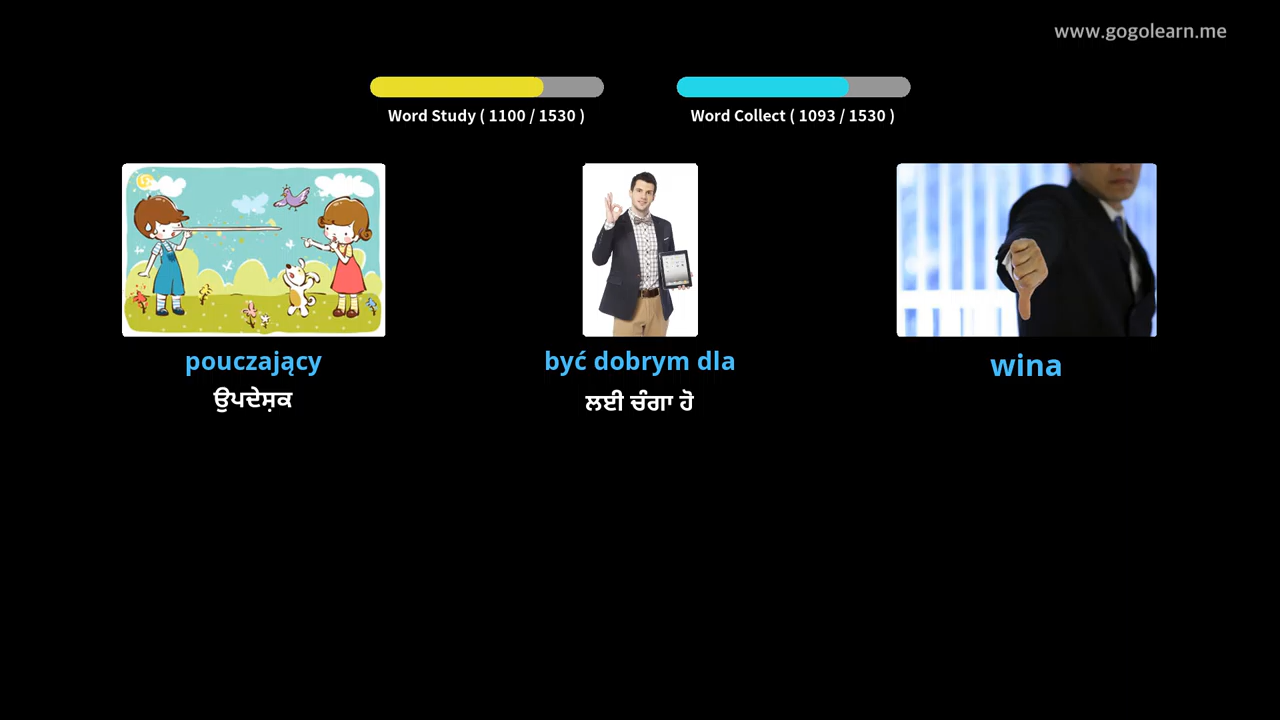 www.gogolearn.me
Word Study ( 1100 / 1530 )
Word Collect ( 1093 / 1530 )
pouczający
być dobrym dla
wina
ਉਪਦੇਸ਼ਕ
ਲਈ ਚੰਗਾ ਹੋ